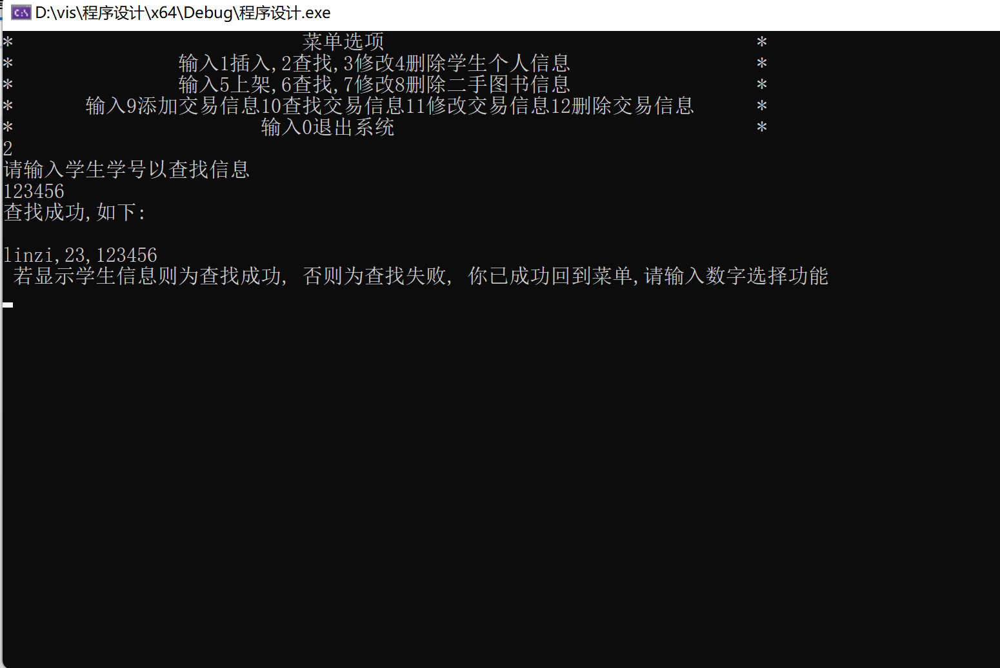 D:\vis\程序设计\x64\Debug\程序设计.exe
* 菜单选项 *
* 输入1插入,2查找,3修改4删除学生个人信息 *
* 输入5上架,6查找,7修改8删除二手图书信息 *
* 输入9添加交易信息10查找交易信息11修改交易信息12删除交易信息 *
* 输入0退出系统 *
2
请输入学生学号以查找信息
123456
查找成功,如下:
linzi,23,123456
若显示学生信息则为查找成功, 否则为查找失败, 你已成功回到菜单,请输入数字选择功能